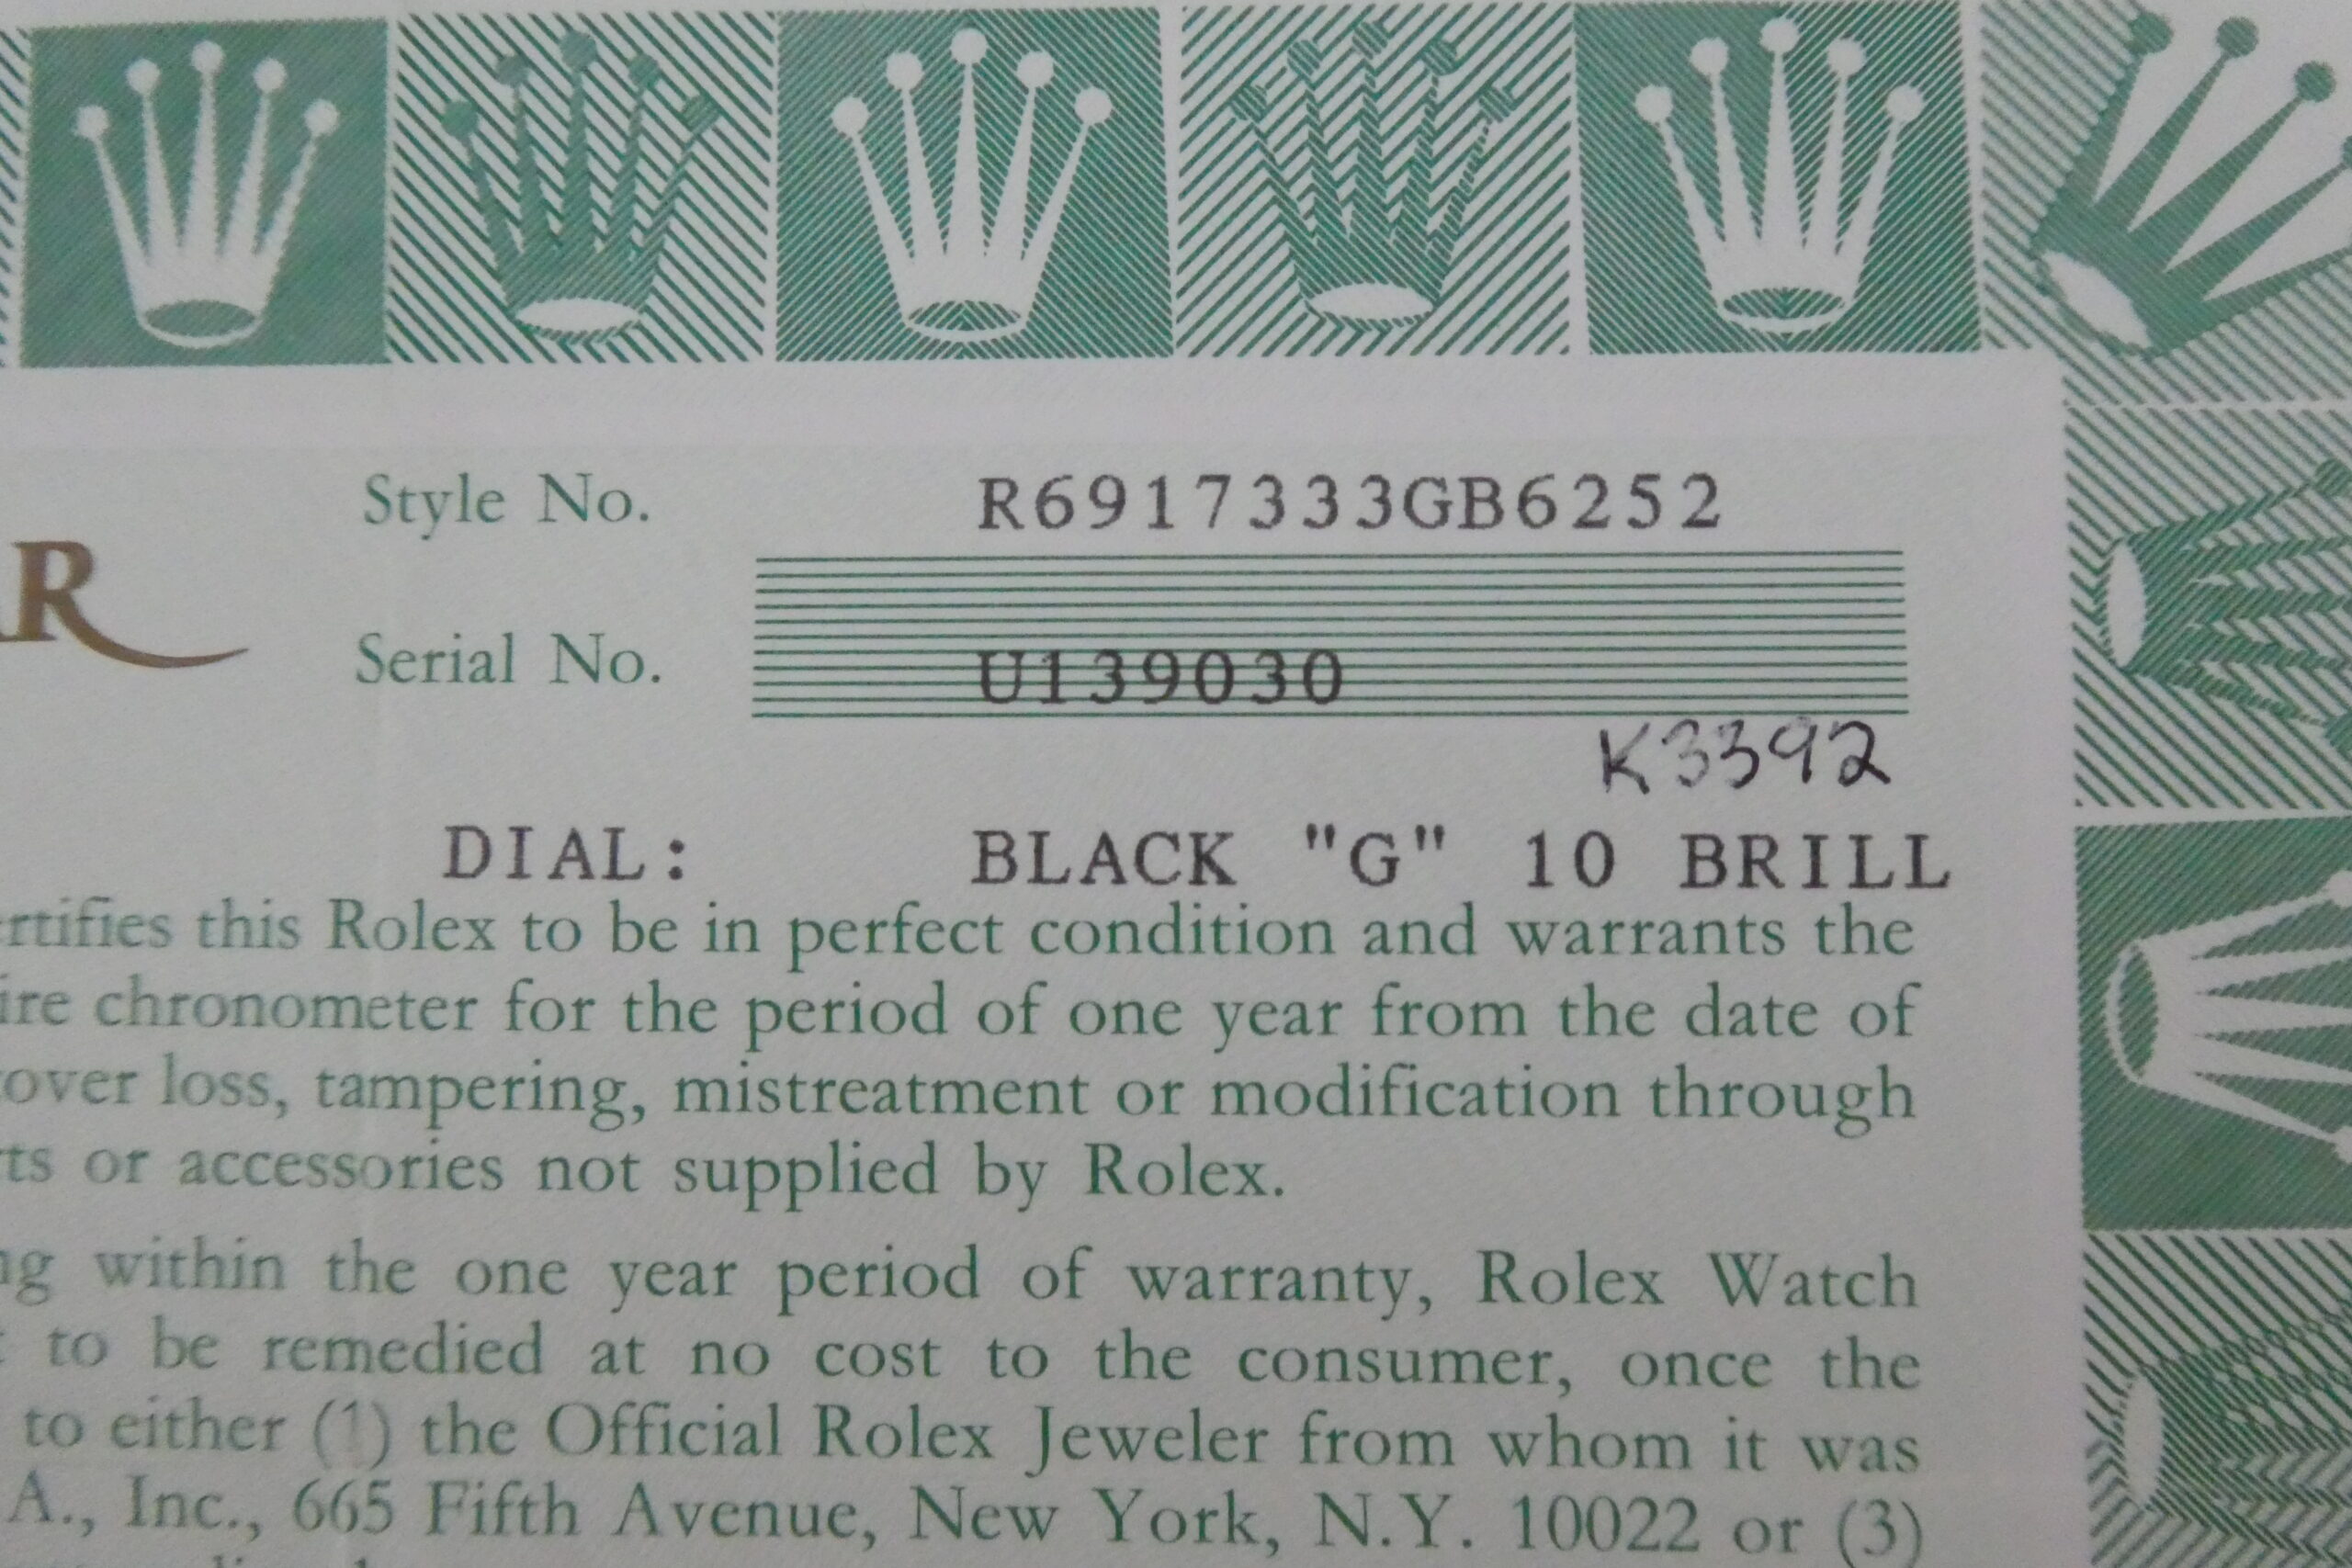 Style No. R6917333GB6252
R
Serial No. U139030
K3392
DIAL: BLACK "G" 10 BRILL
rtifies this Rolex to be in perfect condition and warrants the
ire chronometer for the period of one year from the date of
over loss, tampering, mistreatment or modification through
ts or accessories not supplied by Rolex.
ng within the one year period of warranty, Rolex Watch
to be remedied at no cost to the consumer, once the
to either (1) the Official Rolex Jeweler from whom it was
A., Inc., 665 Fifth Avenue, New York, N.Y. 10022 or (3)